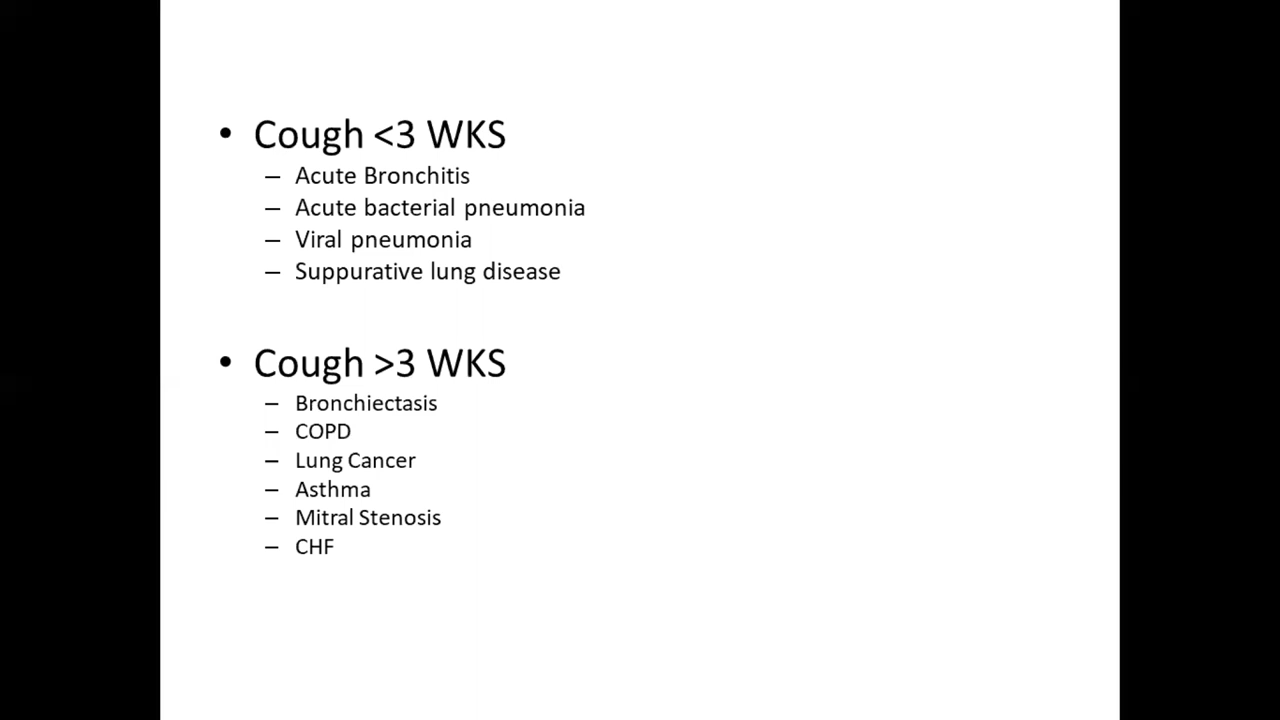 • Cough <3 WKS
– Acute Bronchitis
– Acute bacterial pneumonia
– Viral pneumonia
– Suppurative lung disease
• Cough >3 WKS
– Bronchiectasis
– COPD
– Lung Cancer
– Asthma
– Mitral Stenosis
– CHF